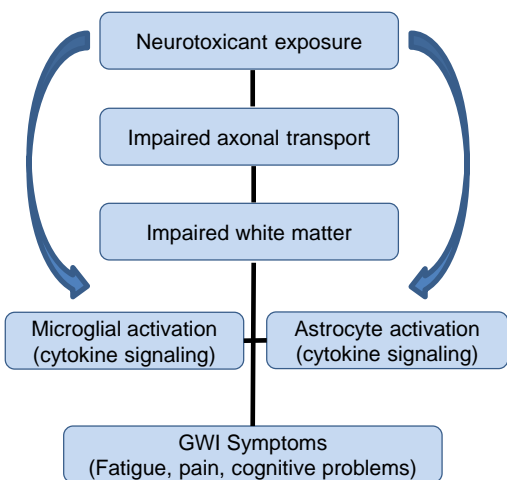 Neurotoxicant exposure
Impaired axonal transport
Impaired white matter
Microglial activation
(cytokine signaling)
Astrocyte activation
(cytokine signaling)
GWI Symptoms
(Fatigue, pain, cognitive problems)